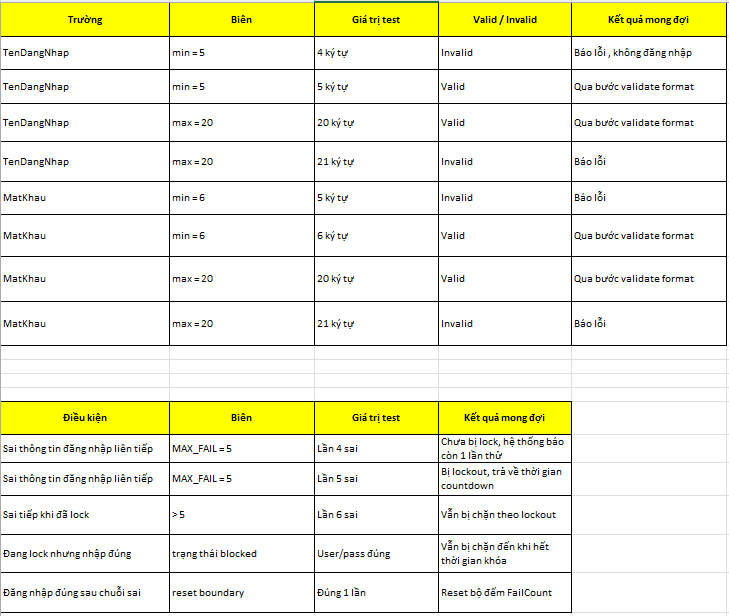 Trường Biên Giá trị test Valid / Invalid Kết quả mong đợi
TenDangNhap min = 5 4 ký tự Invalid Báo lỗi , không đăng nhập
TenDangNhap min = 5 5 ký tự Valid Qua bước validate format
TenDangNhap max = 20 20 ký tự Valid Qua bước validate format
TenDangNhap max = 20 21 ký tự Invalid Báo lỗi
MatKhau min = 6 5 ký tự Invalid Báo lỗi
MatKhau min = 6 6 ký tự Valid Qua bước validate format
MatKhau max = 20 20 ký tự Valid Qua bước validate format
MatKhau max = 20 21 ký tự Invalid Báo lỗi
Điều kiện Biên Giá trị test Kết quả mong đợi
Sai thông tin đăng nhập liên tiếp MAX_FAIL = 5 Lần 4 sai Chưa bị lock, hệ thống báo
còn 1 lần thử
Sai thông tin đăng nhập liên tiếp MAX_FAIL = 5 Lần 5 sai Bị lockout, trả về thời gian
countdown
Sai tiếp khi đã lock > 5 Lần 6 sai Vẫn bị chặn theo lockout
Đang lock nhưng nhập đúng trạng thái blocked User/pass đúng Vẫn bị chặn đến khi hết
thời gian khóa
Đăng nhập đúng sau chuỗi sai reset boundary Đúng 1 lần Reset bộ đếm FailCount